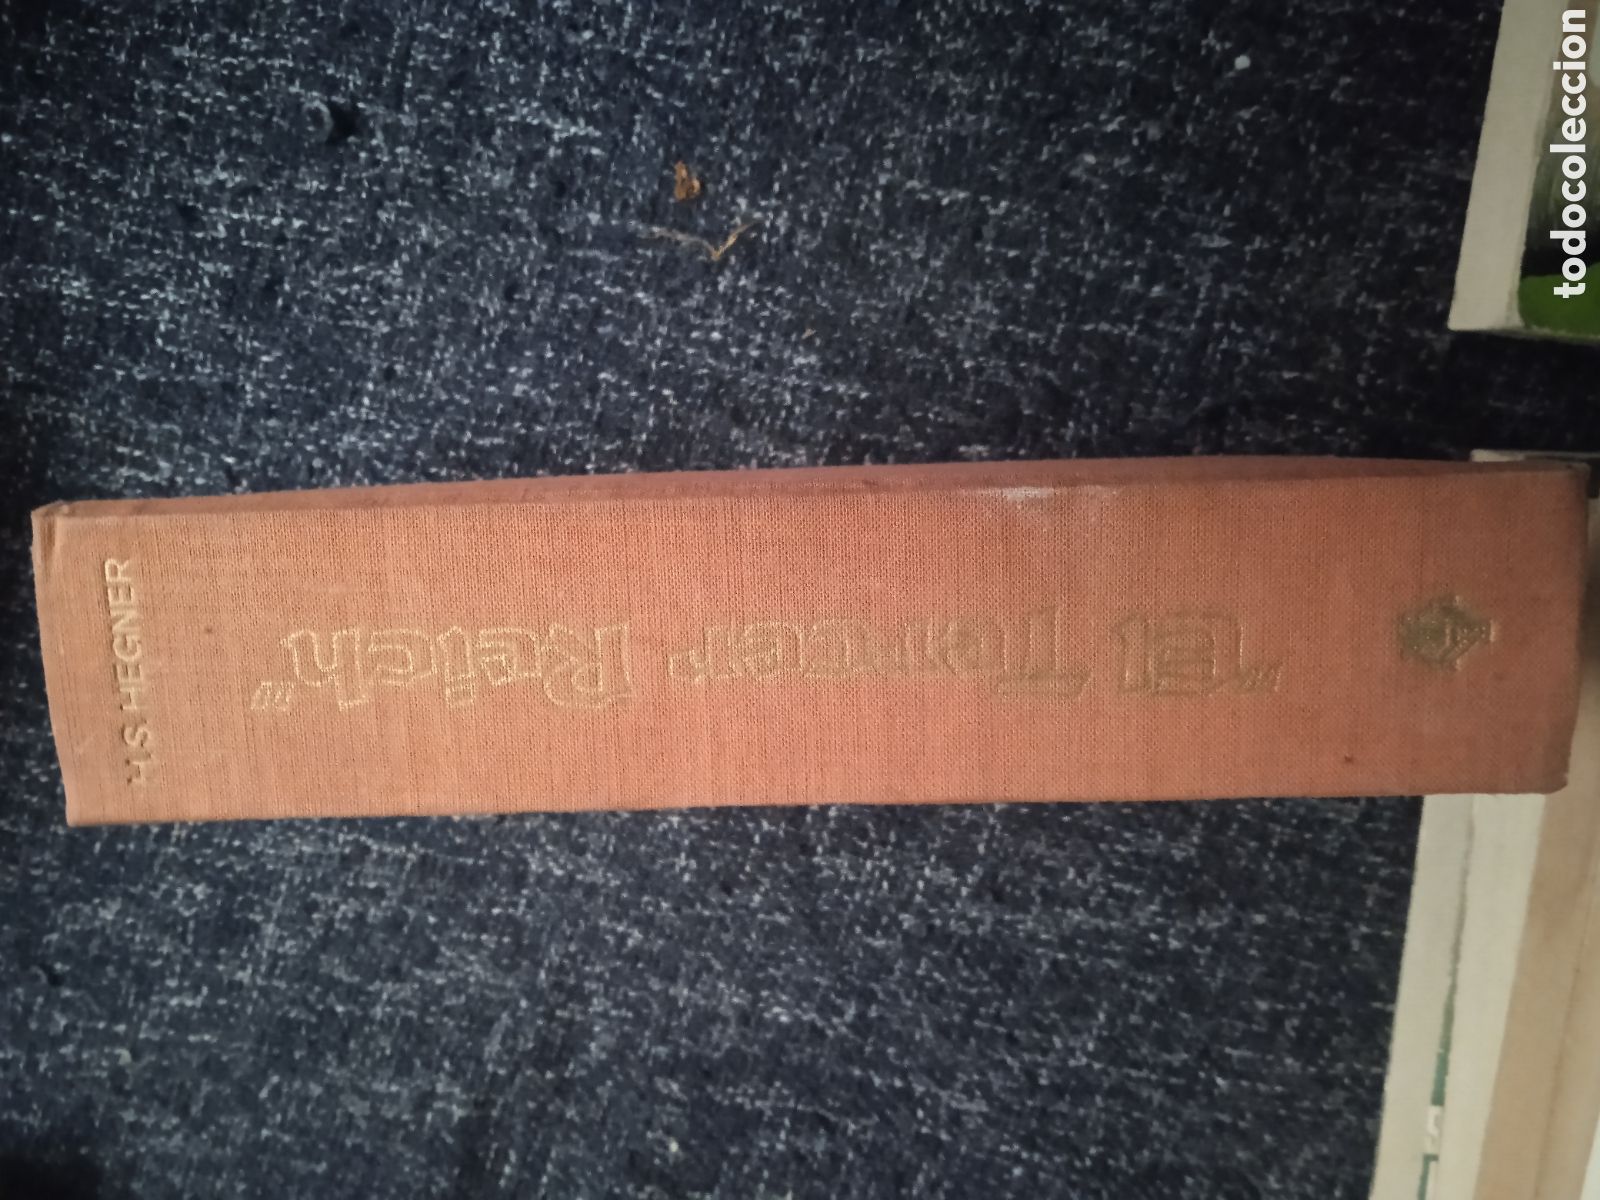 H.S. HEGNER
"El Tercer Reich"
todocoleccion